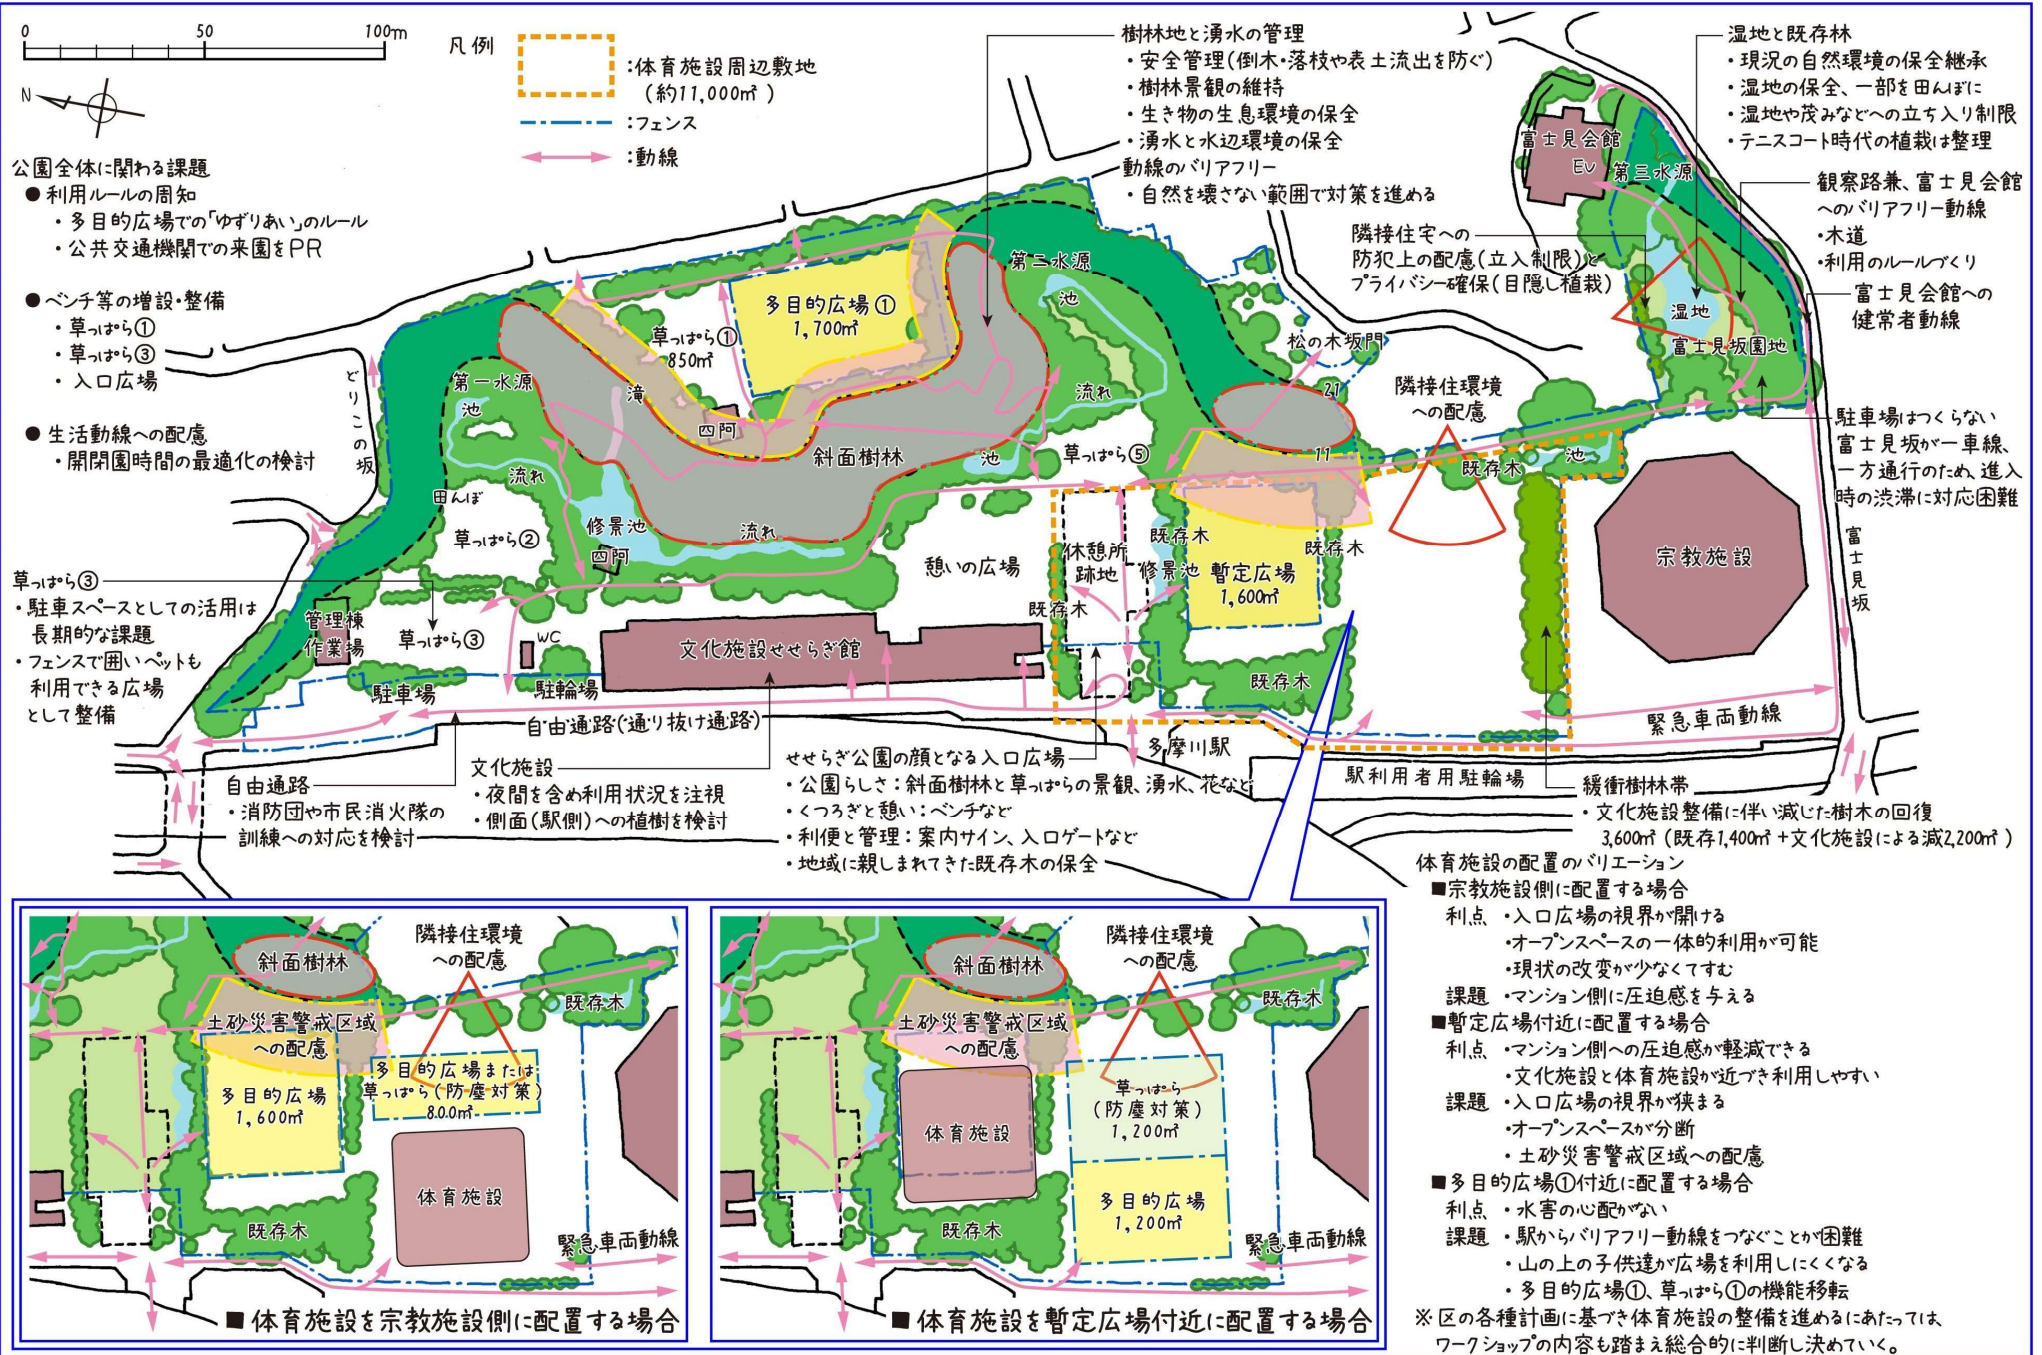 0 50 100m
N
凡例
:体育施設周辺敷地
(約11,000㎡)
:フェンス
:動線
公園全体に関わる課題
● 利用ルールの周知
・多目的広場での「ゆずりあい」のルール
・公共交通機関での来園をPR
● ベンチ等の増設・整備
・草っぱら①
・草っぱら③
・入口広場
● 生活動線への配慮
・開閉園時間の最適化の検討
樹林地と湧水の管理
・安全管理(倒木・落枝や表土流出を防ぐ)
・樹林景観の維持
・生き物の生息環境の保全
・湧水と水辺環境の保全
動線のバリアフリー
・自然を壊さない範囲で対策を進める
湿地と既存林
・現況の自然環境の保全継承
・湿地の保全、一部を田んぼに
・湿地や茂みなどへの立ち入り制限
・テニスコート時代の植栽は整理
富士見会館
EV
第三水源
観察路兼、富士見会館
へのバリアフリー動線
・木道
・利用のルールづくり
隣接住宅への
防犯上の配慮(立入制限)と
プライバシー確保(目隠し植栽)
富士見会館への
健常者動線
湿地
富士見坂園地
駐車場はつくらない
富士見坂が一車線、
一方通行のため、進入
時の渋滞に対応困難
第二水源
池
多目的広場①
1,700㎡
草っぱら①
850㎡
松の木坂門
21
11
隣接住環境
への配慮
第一水源
池
滝
四阿
流れ
斜面樹林
池
草っぱら⑤
既存木
池
どりこの坂
流れ
田んぼ
草っぱら②
修景池
四阿
流れ
憩いの広場
休憩所
跡地
既存木
既存木
修景池
既存木
暫定広場
1,600㎡
宗教施設
富士見坂
草っぱら③
・駐車スペースとしての活用は
長期的な課題
・フェンスで囲いペットも
利用できる広場
として整備
管理棟
作業場
草っぱら③
WC
文化施設せせらぎ館
駐車場
駐輪場
既存木
自由通路(通り抜け通路)
緊急車両動線
多摩川駅
駅利用者用駐輪場
自由通路
・消防団や市民消火隊の
訓練への対応を検討
文化施設
・夜間を含め利用状況を注視
・側面(駅側)への植樹を検討
せせらぎ公園の顔となる入口広場
・公園らしさ:斜面樹林と草っぱらの景観、湧水、花など
・くつろぎと憩い:ベンチなど
・利便と管理:案内サイン、入口ゲートなど
・地域に親しまれてきた既存木の保全
緩衝樹林帯
・文化施設整備に伴い減じた樹木の回復
3,600㎡(既存1,400㎡+文化施設による減2,200㎡)
体育施設の配置のバリエーション
■宗教施設側に配置する場合
利点 ・入口広場の視界が開ける
・オープンスペースの一体的利用が可能
・現状の改変が少なくてすむ
課題 ・マンション側に圧迫感を与える
■暫定広場付近に配置する場合
利点 ・マンション側への圧迫感が軽減できる
・文化施設と体育施設が近づき利用しやすい
課題 ・入口広場の視界が狭まる
・オープンスペースが分断
・土砂災害警戒区域への配慮
■多目的広場①付近に配置する場合
利点 ・水害の心配がない
課題 ・駅からバリアフリー動線をつなぐことが困難
・山の上の子供達が広場を利用しにくくなる
・多目的広場①、草っぱら①の機能移転
※区の各種計画に基づき体育施設の整備を進めるにあたっては、
ワークショップの内容も踏まえ総合的に判断し決めていく。
斜面樹林
隣接住環境
への配慮
既存木
土砂災害警戒区域
への配慮
多目的広場
1,600㎡
多目的広場または
草っぱら(防塵対策)
800㎡
体育施設
既存木
緊急車両動線
■体育施設を宗教施設側に配置する場合
斜面樹林
隣接住環境
への配慮
既存木
土砂災害警戒区域
への配慮
草っぱら
(防塵対策)
1,200㎡
体育施設
多目的広場
1,200㎡
既存木
緊急車両動線
■体育施設を暫定広場付近に配置する場合